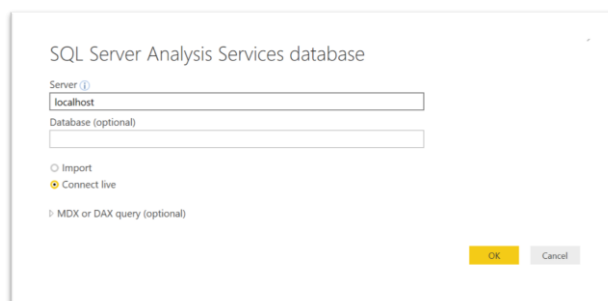 SQL Server Analysis Services database
Server
localhost
Database (optional)
Import
Connect live
MDX or DAX query (optional)
OK Cancel